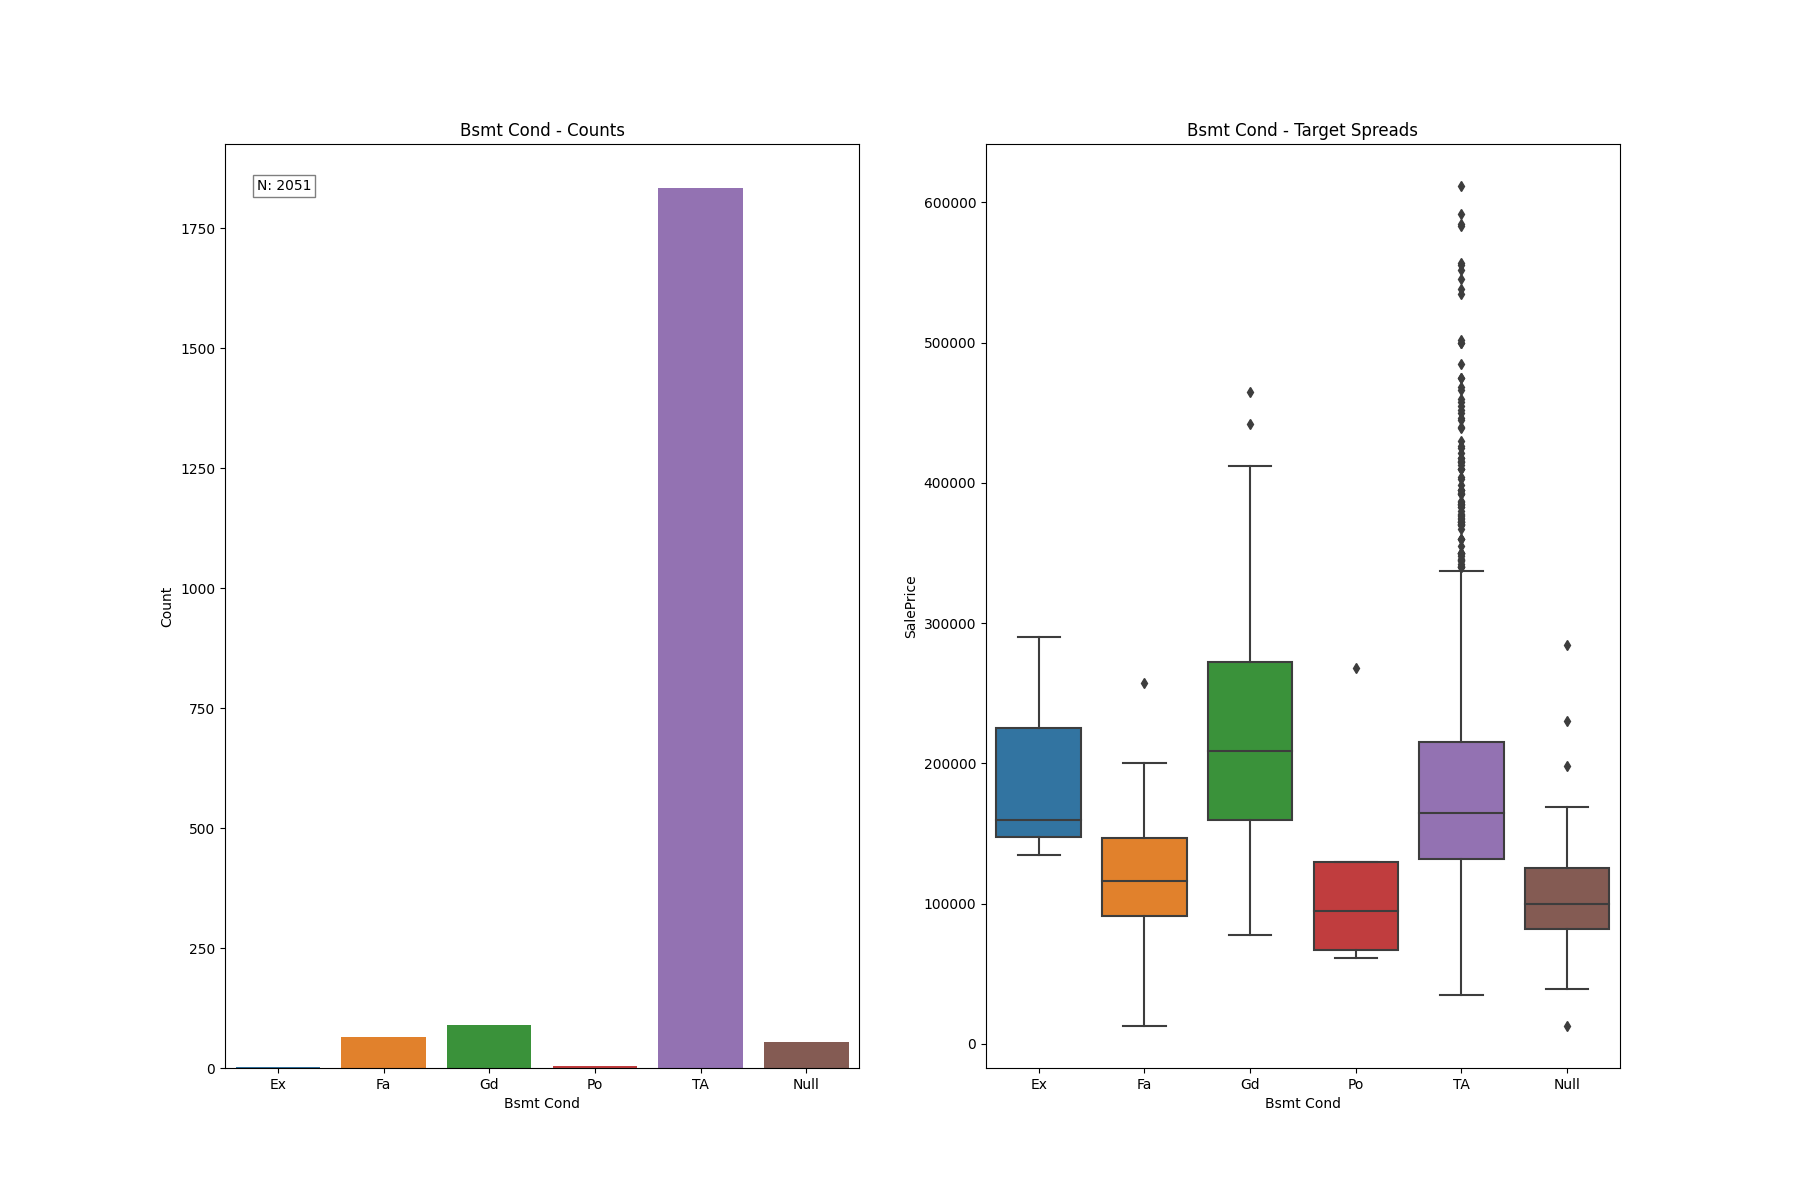 Bsmt Cond - Counts
N: 2051
1750
1500
1250
1000
750
500
250
0
Count
Ex Fa Gd Po TA Null
Bsmt Cond
Bsmt Cond - Target Spreads
600000
500000
400000
300000
200000
100000
0
SalePrice
Ex Fa Gd Po TA Null
Bsmt Cond